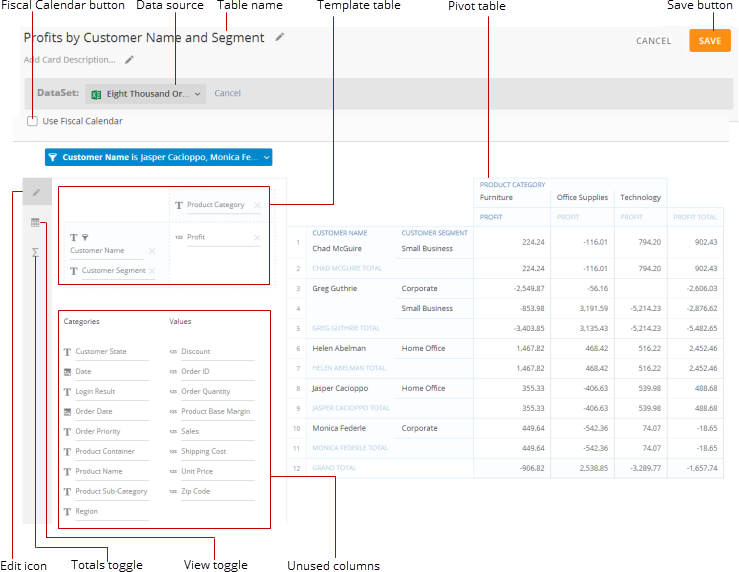 Fiscal Calendar button Data source Table name Template table Pivot table Save button
Profits by Customer Name and Segment
CANCEL SAVE
Add Card Description...
DataSet: Eight Thousand Or... Cancel
Use Fiscal Calendar
Customer Name is Jasper Cacioppo, Monica Fe...
Product Category
Profit
Customer Name
Customer Segment
Categories Values
Customer State Discount
Date Order ID
Login Result Order Quantity
Order Date Product Base Margin
Order Priority Sales
Product Container Shipping Cost
Product Name Unit Price
Product Sub-Category Zip Code
Region
PRODUCT CATEGORY
Furniture Office Supplies Technology
PROFIT PROFIT PROFIT PROFIT TOTAL
CUSTOMER NAME CUSTOMER SEGMENT
1 Chad McGuire Small Business 224.24 -116.01 794.20 902.43
2 CHAD MCGUIRE TOTAL 224.24 -116.01 794.20 902.43
3 Greg Guthrie Corporate -2,549.87 -56.16 -2,606.03
4 Small Business -853.98 3,191.59 -5,214.23 -2,876.62
5 GREG GUTHRIE TOTAL -3,403.85 3,135.43 -5,214.23 -5,482.65
6 Helen Abelman Home Office 1,467.82 468.42 516.22 2,452.46
7 HELEN ABELMAN TOTAL 1,467.82 468.42 516.22 2,452.46
8 Jasper Cacioppo Home Office 355.33 -406.63 539.98 488.68
9 JASPER CACIOPPO TOTAL 355.33 -406.63 539.98 488.68
10 Monica Federle Corporate 449.64 -542.36 74.07 -18.65
11 MONICA FEDERLE TOTAL 449.64 -542.36 74.07 -18.65
12 GRAND TOTAL -906.82 2,538.85 -3,289.77 -1,657.74
Edit icon Totals toggle View toggle Unused columns